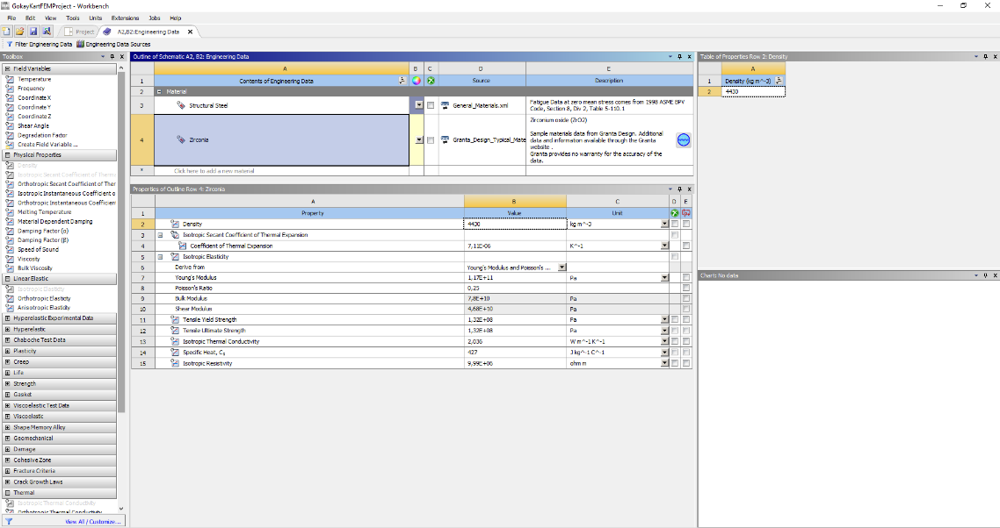 GokayKartFEMProject - Workbench
File Edit View Tools Units Extensions Jobs Help
Project A2,B2:Engineering Data
Filter Engineering Data Engineering Data Sources
Toolbox
Field Variables
Temperature
Frequency
Coordinate X
Coordinate Y
Coordinate Z
Shear Angle
Degradation Factor
Create Field Variable ...
Physical Properties
Density
Isotropic Secant Coefficient of Thermo
Orthotropic Secant Coefficient of Ther
Isotropic Instantaneous Coefficient o
Orthotropic Instantaneous Coefficien
Melting Temperature
Material Dependent Damping
Damping Factor (α)
Damping Factor (β)
Speed of Sound
Viscosity
Bulk Viscosity
Linear Elastic
Isotropic Elasticity
Orthotropic Elasticity
Anisotropic Elasticity
Hyperelastic Experimental Data
Hyperelastic
Chaboche Test Data
Plasticity
Creep
Life
Strength
Gasket
Viscoelastic Test Data
Viscoelastic
Shape Memory Alloy
Geomechanical
Damage
Cohesive Zone
Fracture Criteria
Crack Growth Laws
Thermal
Isotropic Thermal Conductivity
Orthotropic Thermal Conductivity
View All / Customize...
Outline of Schematic A2, B2: Engineering Data
A B C D E
1 Contents of Engineering Data Source Description
2 Material
3 Structural Steel General_Materials.xml Fatigue Data at zero mean stress comes from 1998 ASME BPV
Code, Section 8, Div 2, Table 5-110.1
4 Zirconia Granta_Design_Typical_Mate
Zirconium oxide (ZrO2)
Sample materials data from Granta Design. Additional
data and information available through the Granta
website .
Granta provides no warranty for the accuracy of the
data.
* Click here to add a new material
Properties of Outline Row 4: Zirconia
A B C D E
1 Property Value Unit
2 Density 4430 kg m^-3
3 Isotropic Secant Coefficient of Thermal Expansion
4 Coefficient of Thermal Expansion 7,11E-06 K^-1
5 Isotropic Elasticity
6 Derive from Young's Modulus and Poisson's ...
7 Young's Modulus 1,17E+11 Pa
8 Poisson's Ratio 0,25
9 Bulk Modulus 7,8E+10 Pa
10 Shear Modulus 4,68E+10 Pa
11 Tensile Yield Strength 1,32E+08 Pa
12 Tensile Ultimate Strength 1,32E+08 Pa
13 Isotropic Thermal Conductivity 2,036 W m^-1 K^-1
14 Specific Heat, Cₚ 427 J kg^-1 C^-1
15 Isotropic Resistivity 9,99E+06 ohm m
Table of Properties Row 2: Density
A
1 Density (kg m^-3)
2 4430
Chart: No data